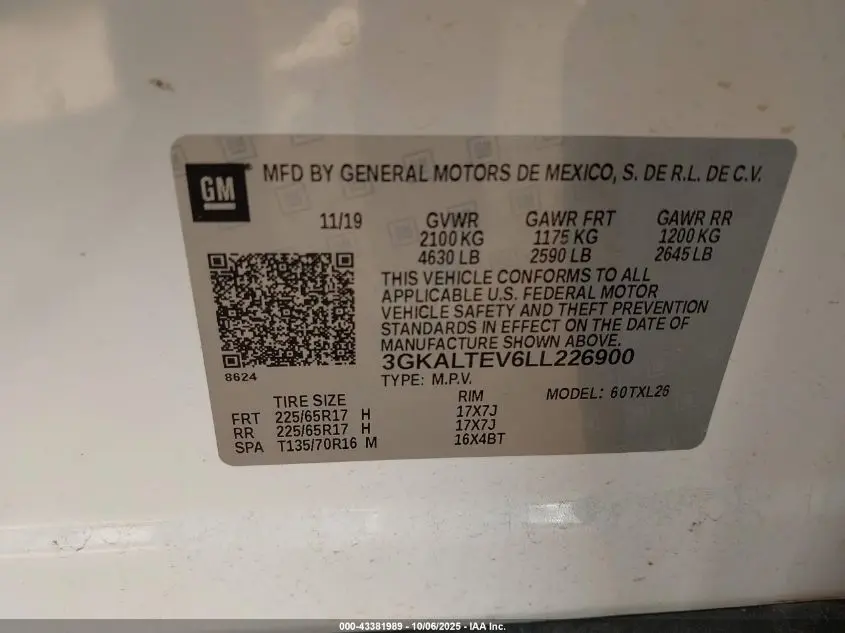 GM
MFD BY GENERAL MOTORS DE MEXICO, S. DE R.L. DE C.V.
11/19 GVWR GAWR FRT GAWR RR
2100 KG 1175 KG 1200 KG
4630 LB 2590 LB 2645 LB
THIS VEHICLE CONFORMS TO ALL
APPLICABLE U.S. FEDERAL MOTOR
VEHICLE SAFETY AND THEFT PREVENTION
STANDARDS IN EFFECT ON THE DATE OF
MANUFACTURE SHOWN ABOVE.
3GKALTEV6LL226900
8624
TYPE: M.P.V. MODEL: 60TXL26
TIRE SIZE RIM
FRT 225/65R17 H 17X7J
RR 225/65R17 H 17X7J
SPA T135/70R16 M 16X4BT
000-43381989 - 10/06/2025 - IAA Inc.